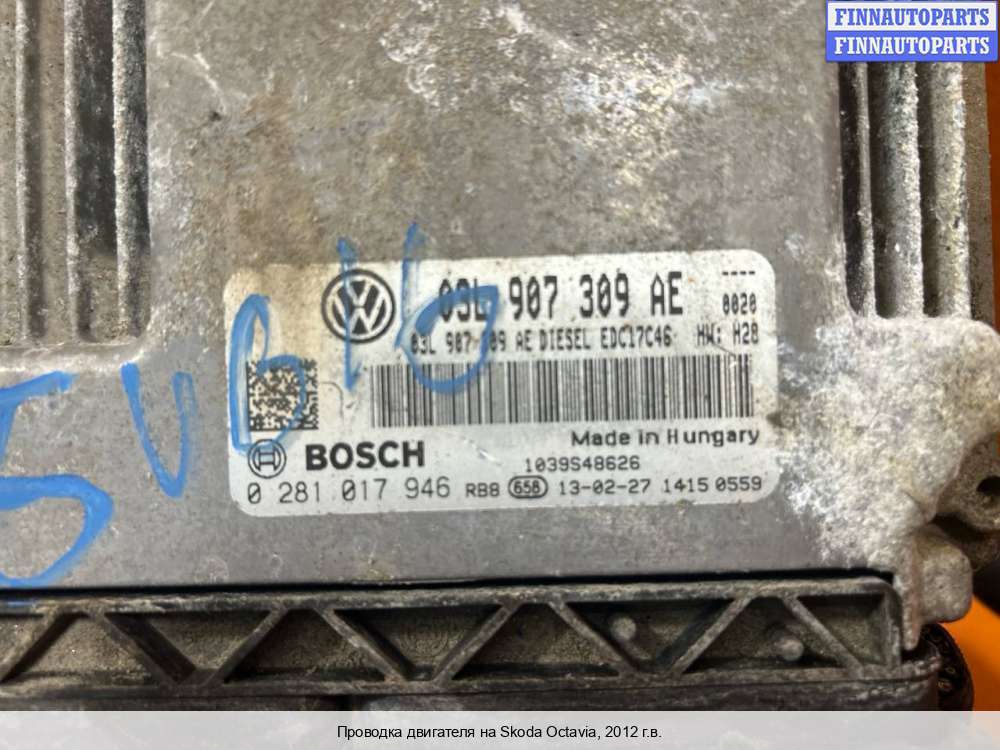 FINNAUTOPARTS
FINNAUTOPARTS
03L 907 309 AE
----
0020
03L 907 309 AE DIESEL EDC17C46 HW: H28
Made in Hungary
BOSCH
1039S48626
0 281 017 946 RB8 658 13-02-27 1415 0559
Проводка двигателя на Skoda Octavia, 2012 г.в.